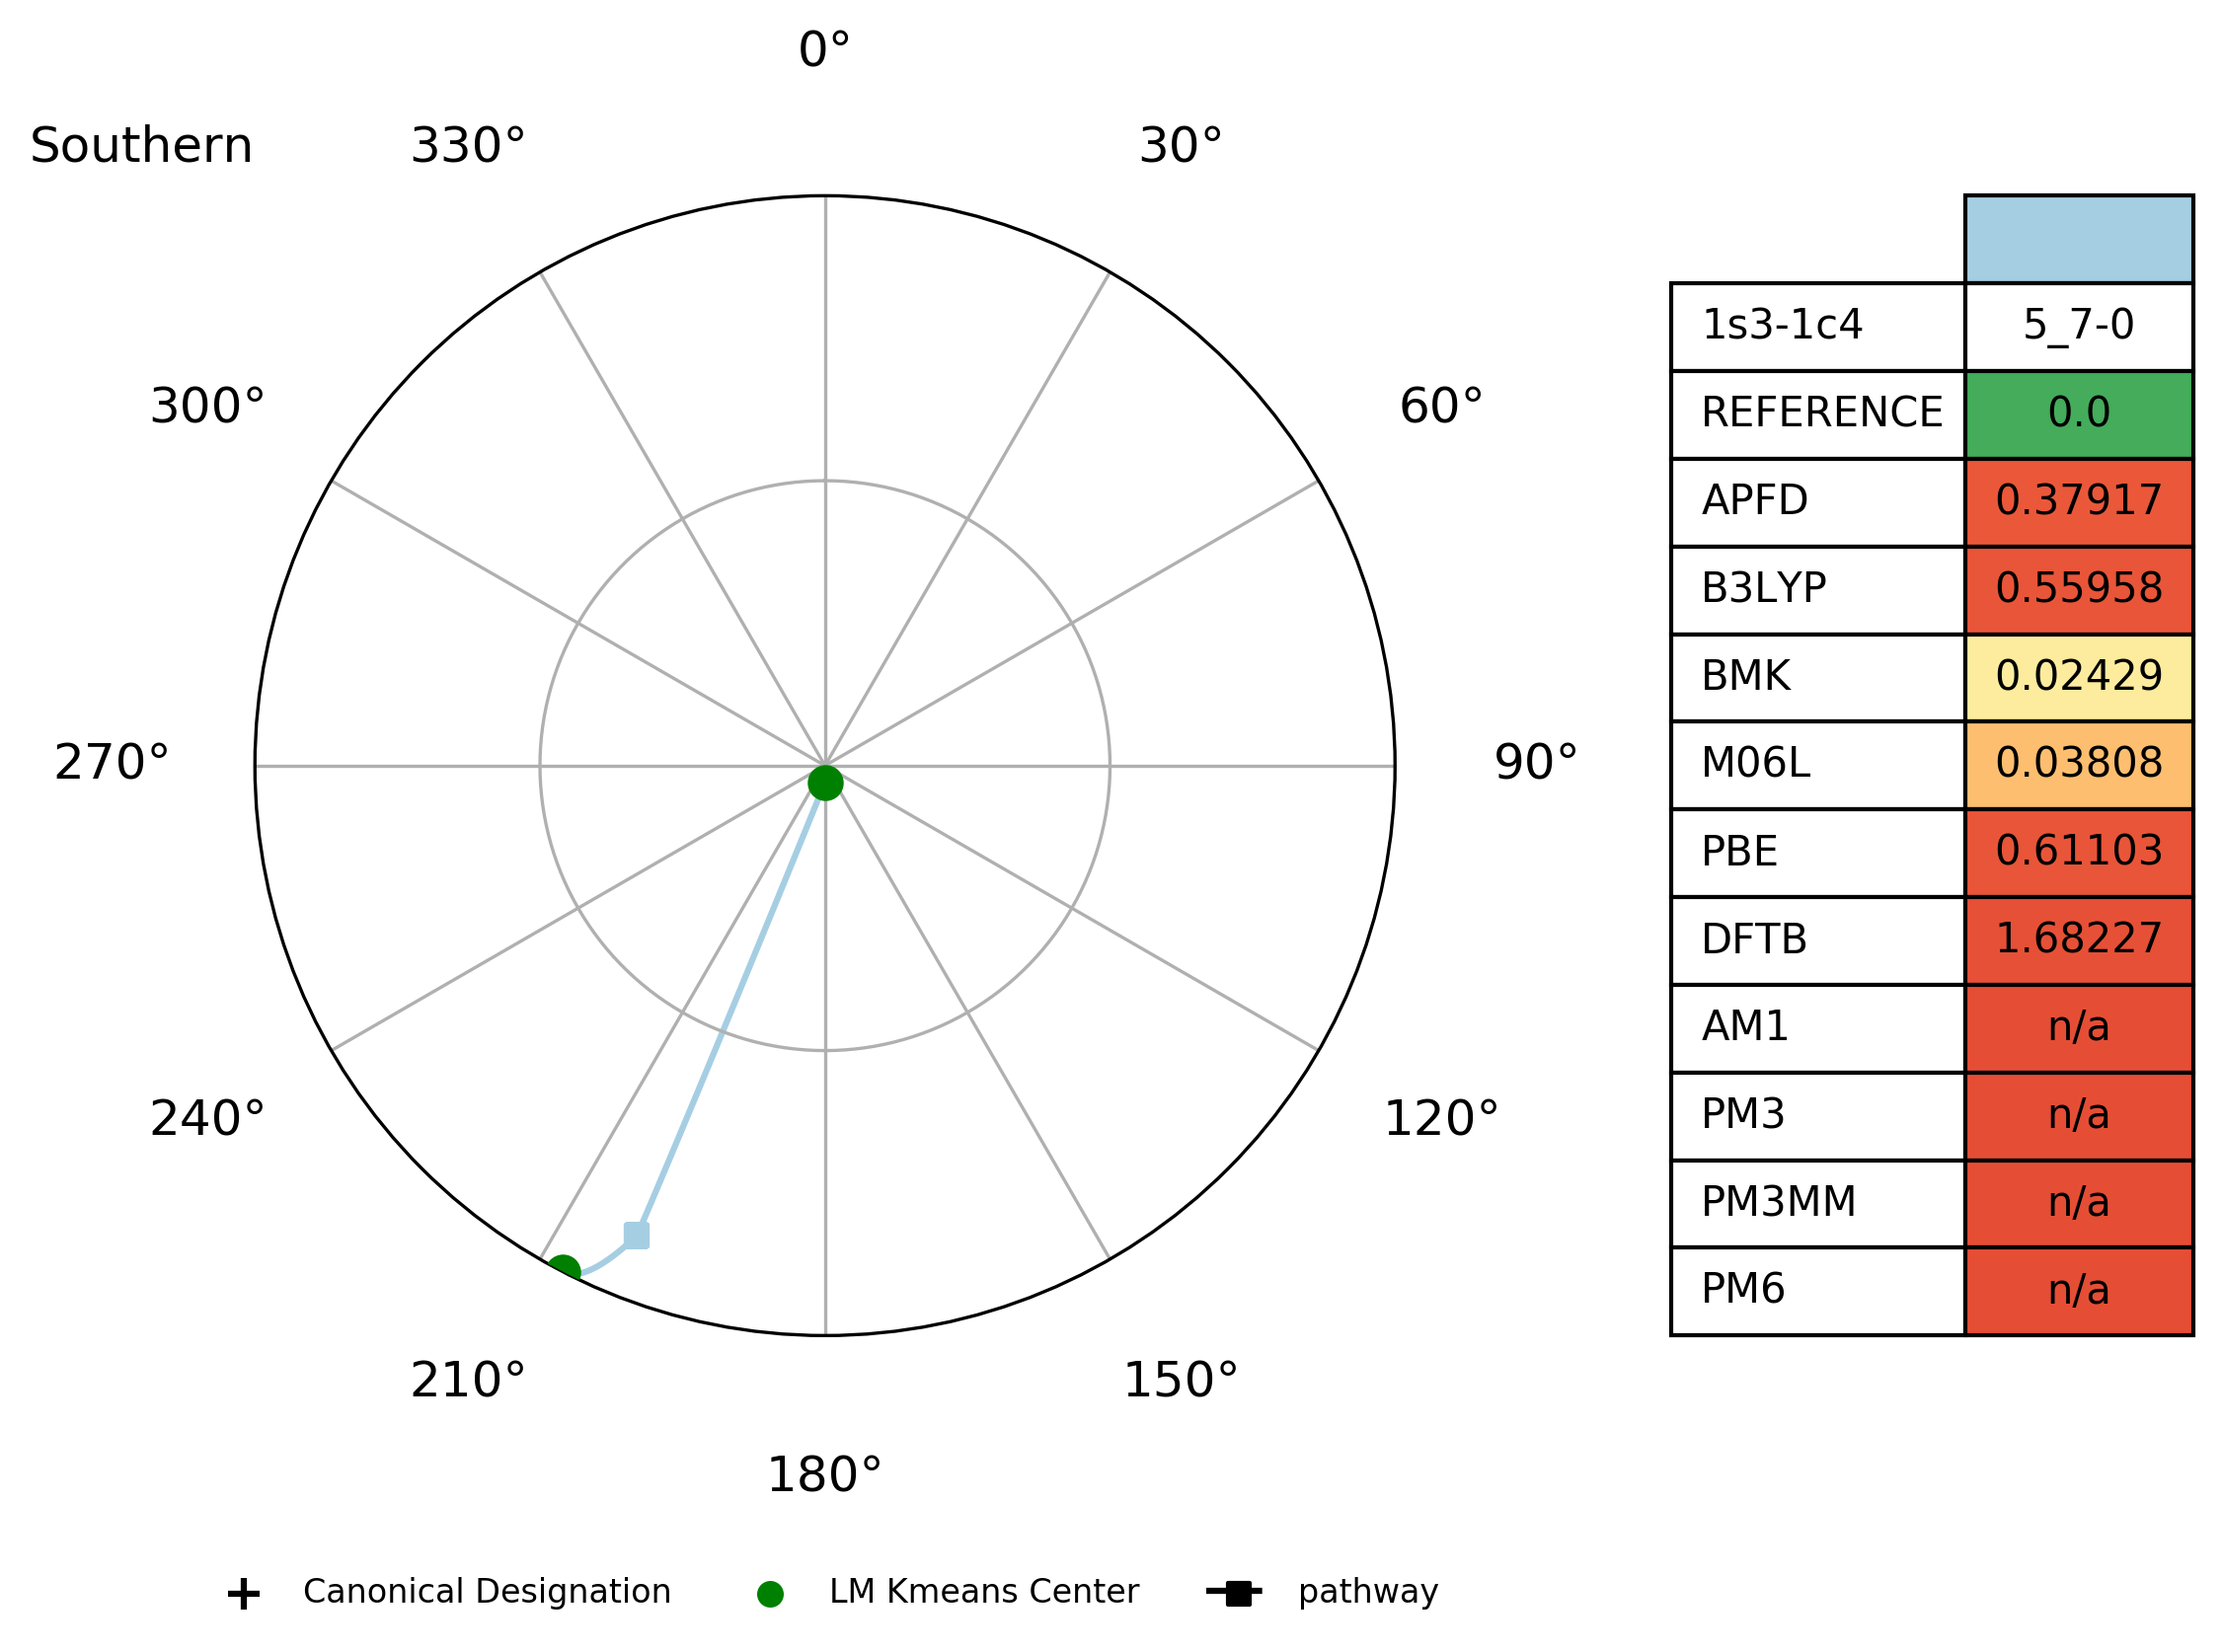 0°
Southern
330°
30°
300°
60°
270°
90°
240°
120°
210°
150°
180°
1s3-1c4 5_7-0
REFERENCE 0.0
APFD 0.37917
B3LYP 0.55958
BMK 0.02429
M06L 0.03808
PBE 0.61103
DFTB 1.68227
AM1 n/a
PM3 n/a
PM3MM n/a
PM6 n/a
Canonical Designation LM Kmeans Center pathway